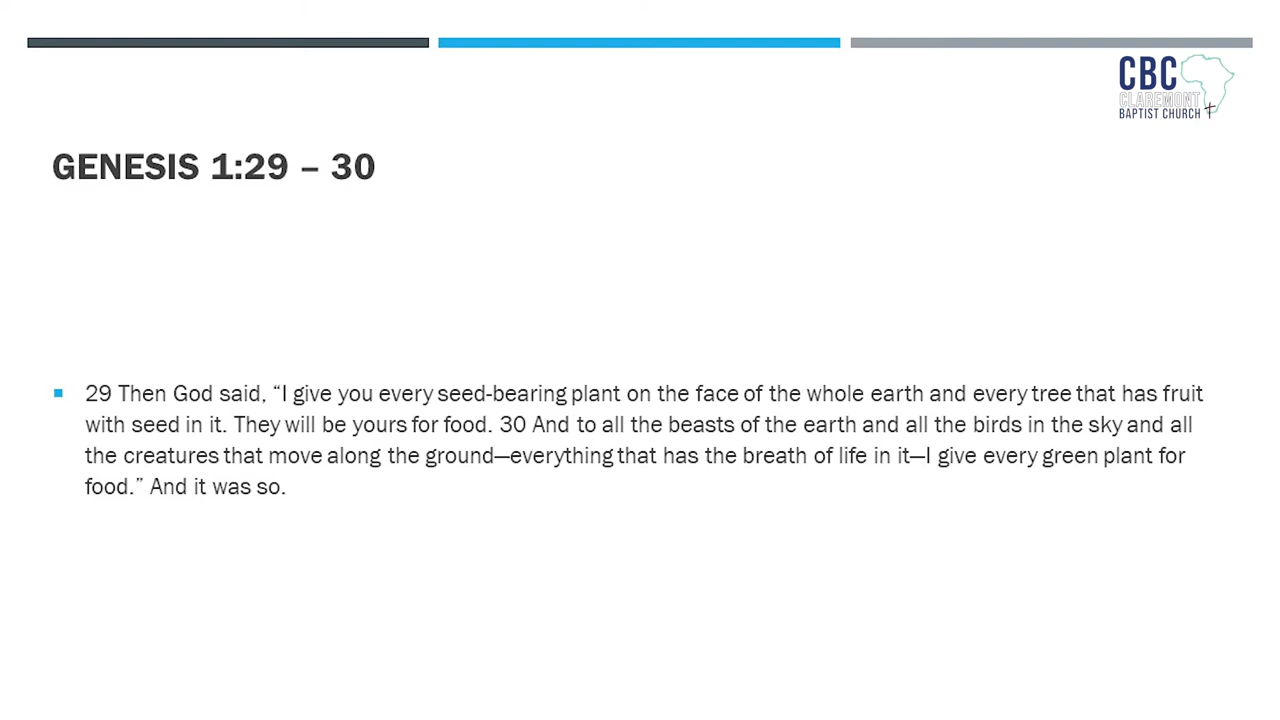 CBC
CLAREMONT
BAPTIST CHURCH
GENESIS 1:29 – 30
29 Then God said, “I give you every seed-bearing plant on the face of the whole earth and every tree that has fruit
with seed in it. They will be yours for food. 30 And to all the beasts of the earth and all the birds in the sky and all
the creatures that move along the ground—everything that has the breath of life in it—I give every green plant for
food.” And it was so.